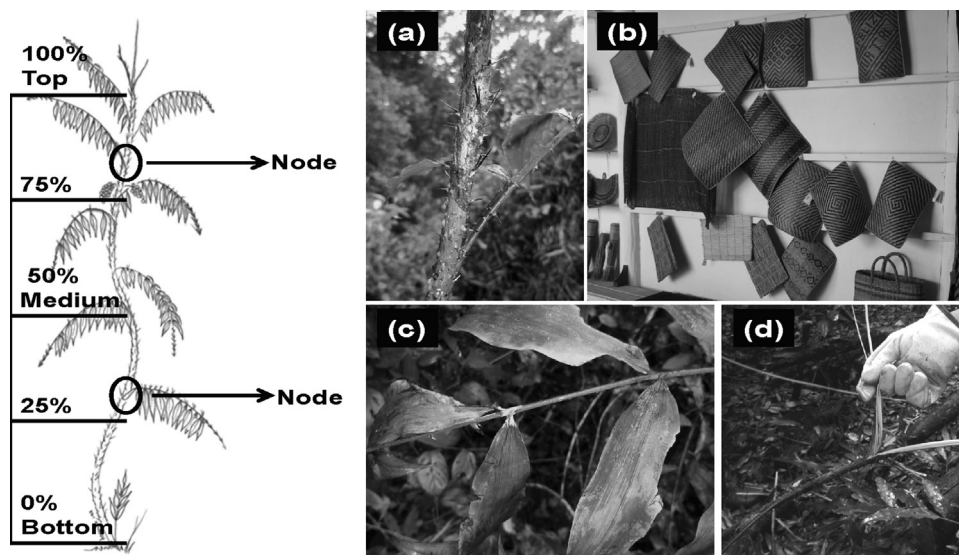 100%
Top
Node
75%
50%
Medium
25%
Node
0%
Bottom
(a)
(b)
(c)
(d)